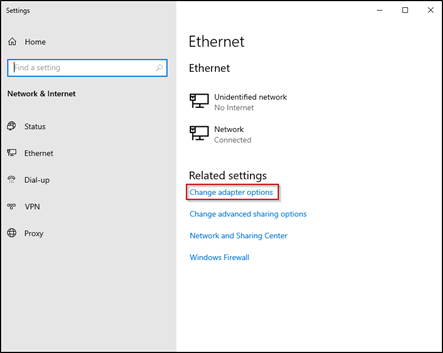 Settings
Home
Find a setting
Network & Internet
Status
Ethernet
Dial-up
VPN
Proxy
Ethernet
Ethernet
Unidentified network
No Internet
Network
Connected
Related settings
Change adapter options
Change advanced sharing options
Network and Sharing Center
Windows Firewall